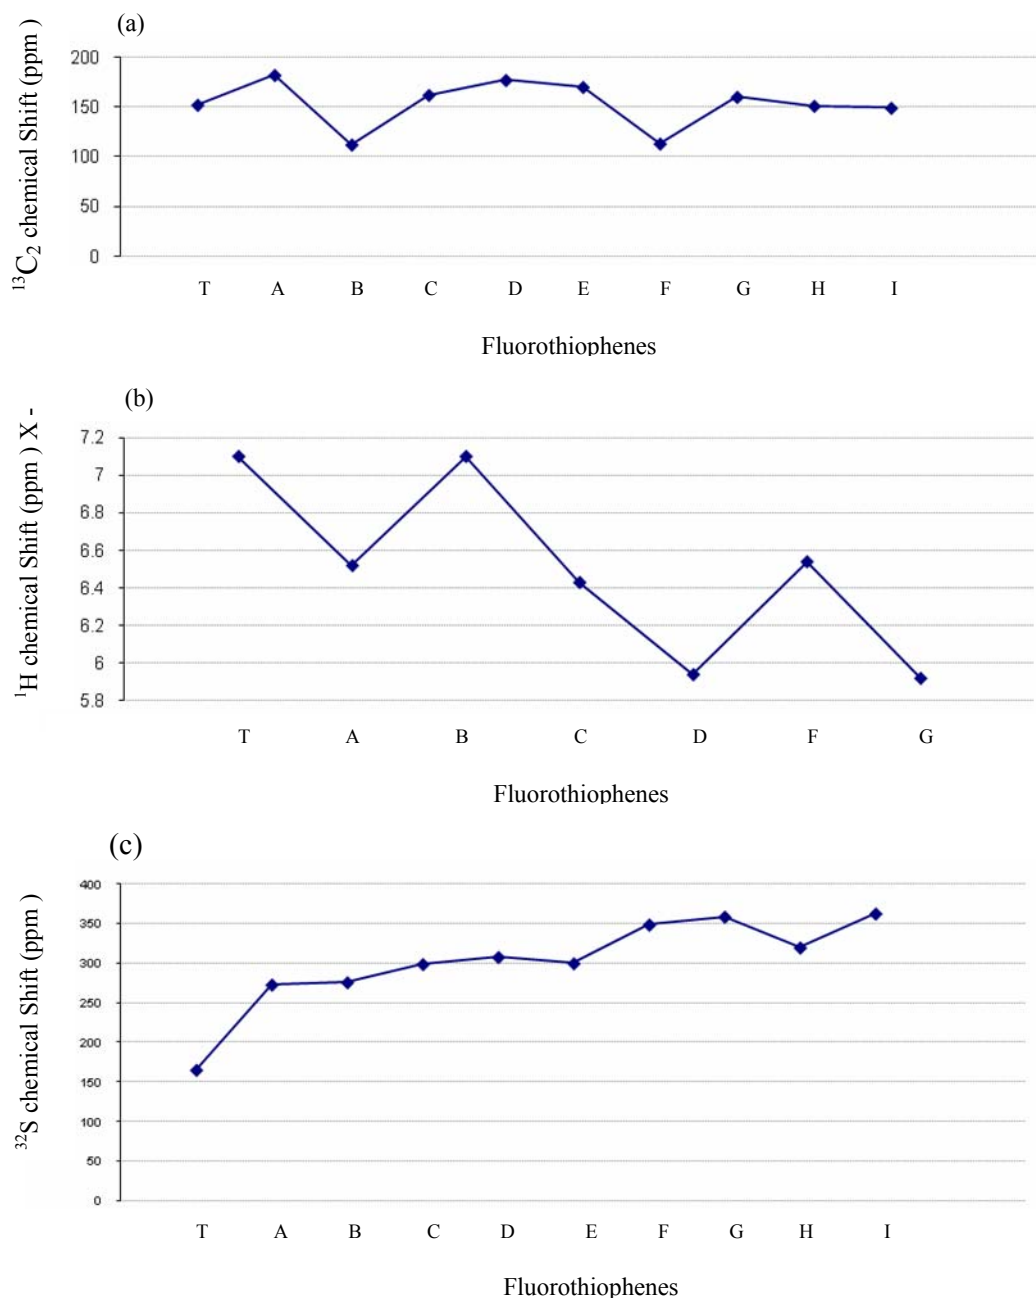 (a)
¹³C₂ chemical Shift (ppm)
200
150
100
50
0
T A B C D E F G H I
Fluorothiophenes
(b)
¹H chemical Shift (ppm ) X -
7.2
7
6.8
6.6
6.4
6.2
6
5.8
T A B C D F G
Fluorothiophenes
(c)
³²S chemical Shift (ppm )
400
350
300
250
200
150
100
50
0
T A B C D E F G H I
Fluorothiophenes